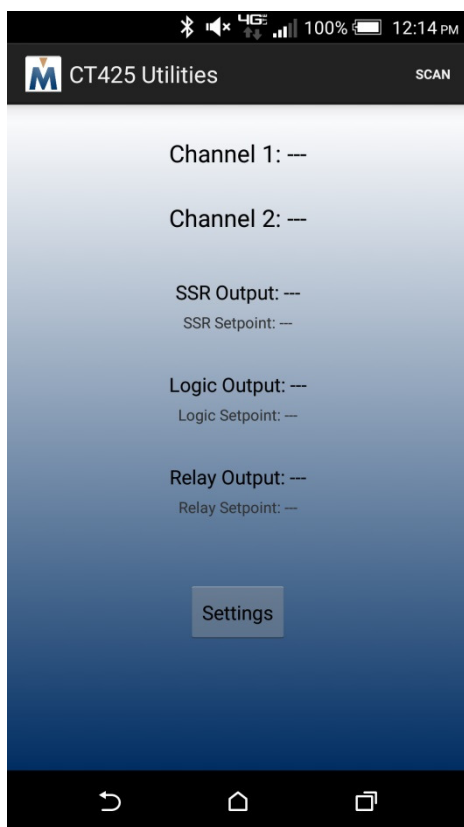 4G 100% 12:14 PM
M CT425 Utilities SCAN
Channel 1: ---
Channel 2: ---
SSR Output: ---
SSR Setpoint: ---
Logic Output: ---
Logic Setpoint: ---
Relay Output: ---
Relay Setpoint: ---
Settings